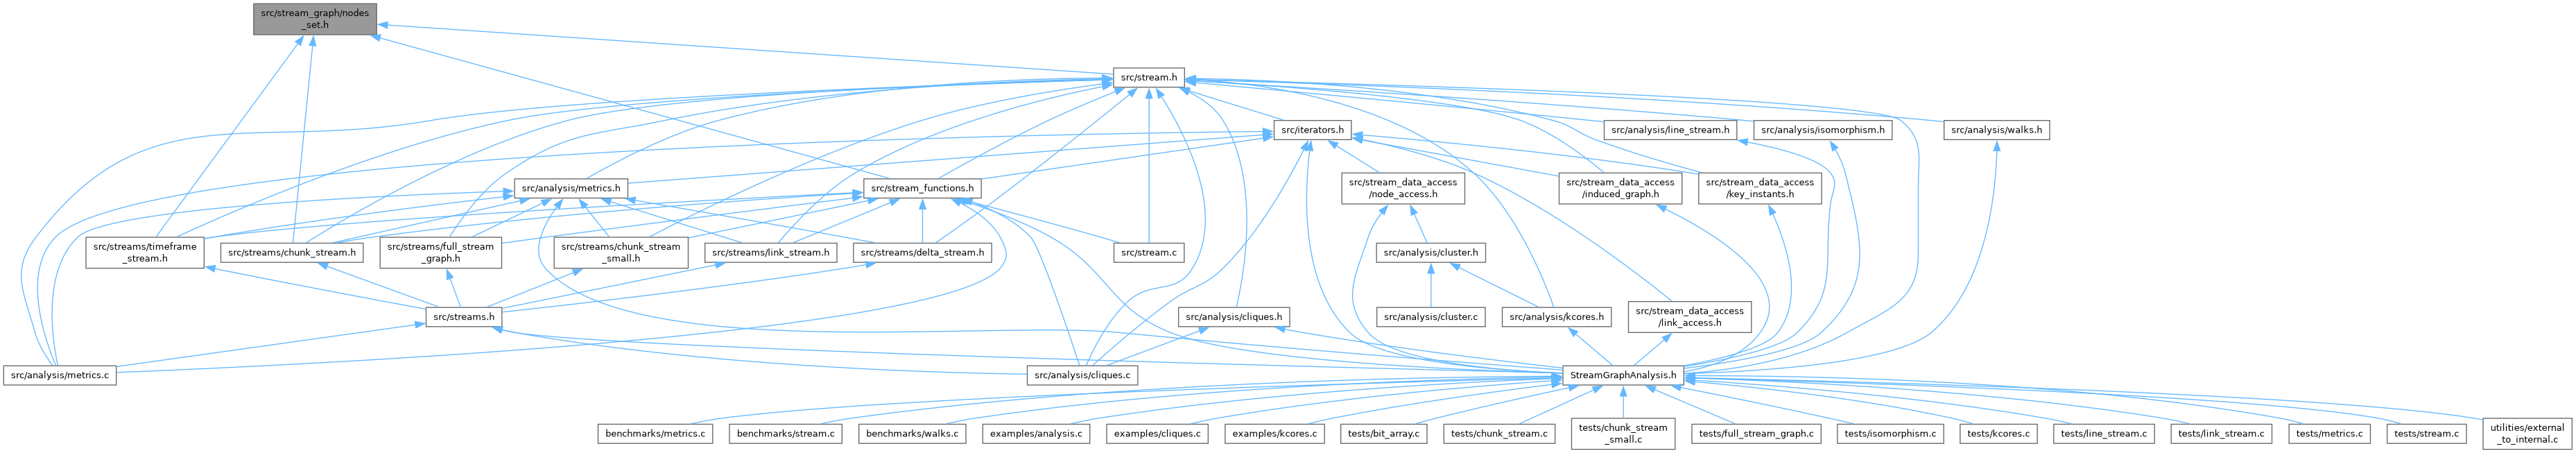 src/stream_graph/nodes
_set.h
src/stream.h
src/iterators.h
src/analysis/line_stream.h
src/analysis/isomorphism.h
src/analysis/walks.h
src/analysis/metrics.h
src/stream_functions.h
src/stream_data_access
/node_access.h
src/stream_data_access
/induced_graph.h
src/stream_data_access
/key_instants.h
src/streams/timeframe
_stream.h
src/streams/chunk_stream.h
src/streams/full_stream
_graph.h
src/streams/chunk_stream
_small.h
src/streams/link_stream.h
src/streams/delta_stream.h
src/stream.c
src/analysis/cluster.h
src/streams.h
src/analysis/cliques.h
src/analysis/cluster.c
src/analysis/kcores.h
src/stream_data_access
/link_access.h
src/analysis/metrics.c
src/analysis/cliques.c
StreamGraphAnalysis.h
benchmarks/metrics.c
benchmarks/stream.c
benchmarks/walks.c
examples/analysis.c
examples/cliques.c
examples/kcores.c
tests/bit_array.c
tests/chunk_stream.c
tests/chunk_stream
_small.c
tests/full_stream_graph.c
tests/isomorphism.c
tests/kcores.c
tests/line_stream.c
tests/link_stream.c
tests/metrics.c
tests/stream.c
utilities/external
_to_internal.c